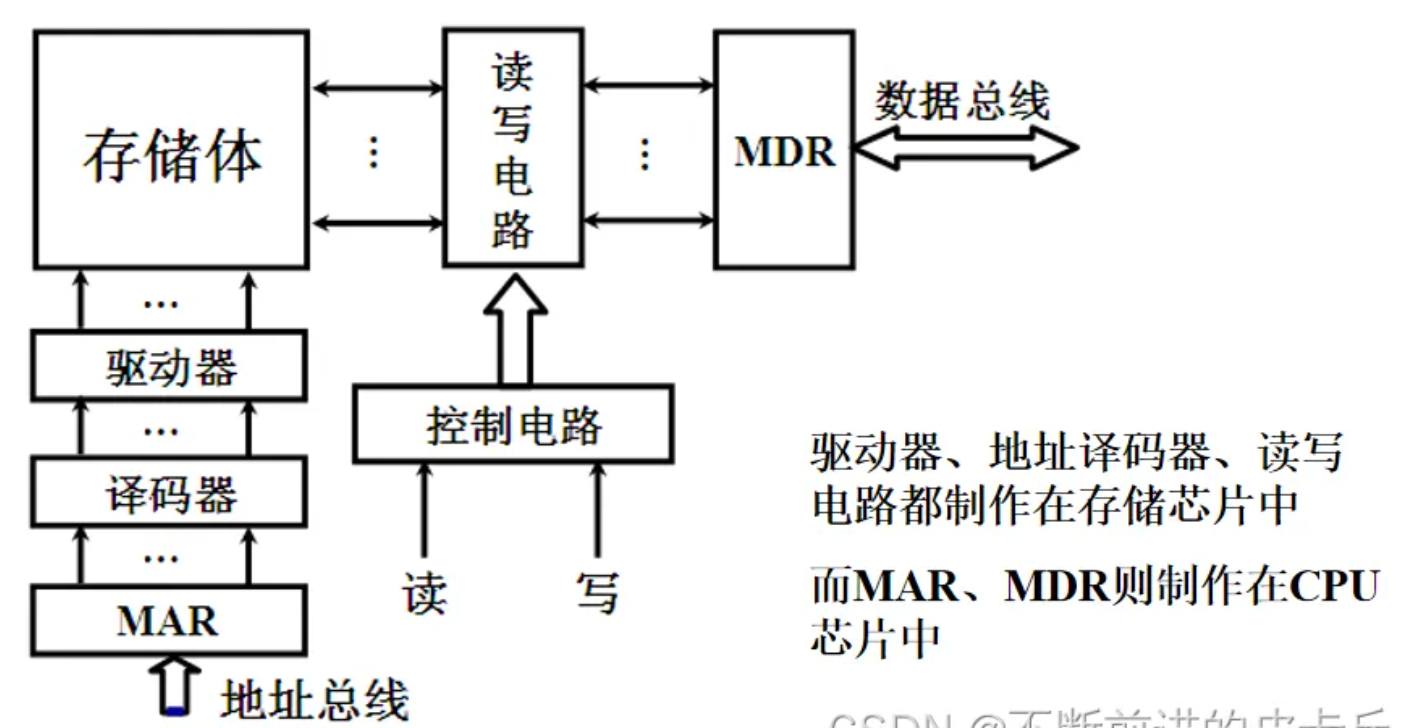 存储体
读
写
电
路
MDR
数据总线
⋮
⋮
…
驱动器
…
译码器
…
MAR
地址总线
控制电路
读
写
驱动器、地址译码器、读写
电路都制作在存储芯片中
而MAR、MDR则制作在CPU
芯片中
CSDN @不断前进的皮卡丘